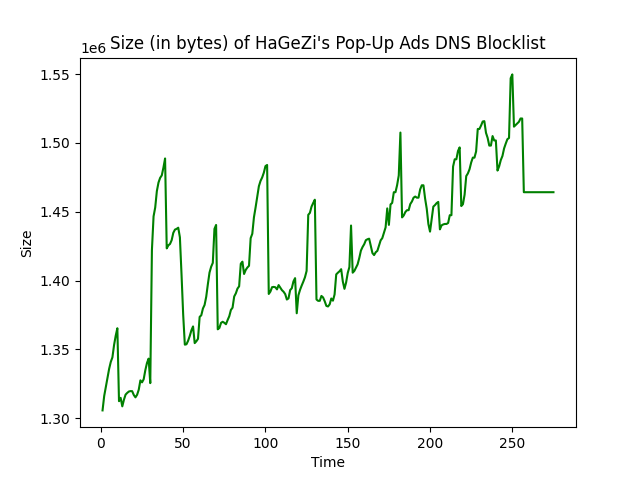 Size (in bytes) of HaGeZi's Pop-Up Ads DNS Blocklist
1e6
1.55
1.50
1.45
1.40
1.35
1.30
Size
0 50 100 150 200 250
Time